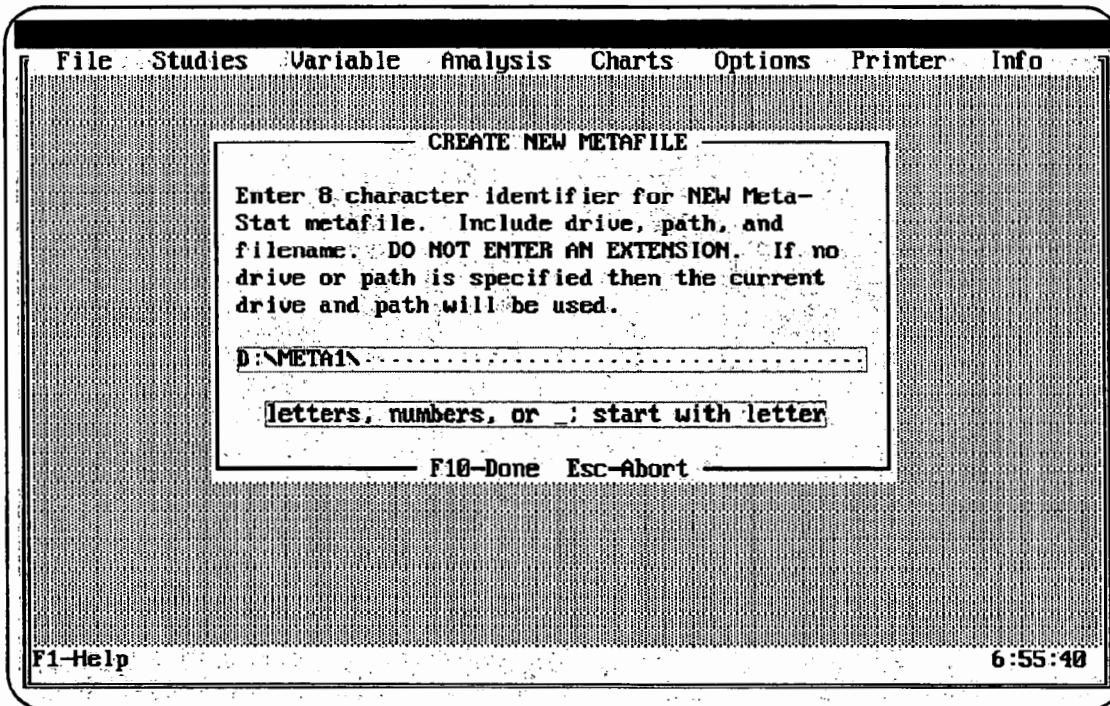 File Studies Variable Analysis Charts Options Printer Info
CREATE NEW METAFILE
Enter 8 character identifier for NEW Meta-
Stat metafile. Include drive, path, and
filename. DO NOT ENTER AN EXTENSION. If no
drive or path is specified then the current
drive and path will be used.
D:\META1\
letters, numbers, or _; start with letter
F10-Done Esc-Abort
F1-Help 6:55:40